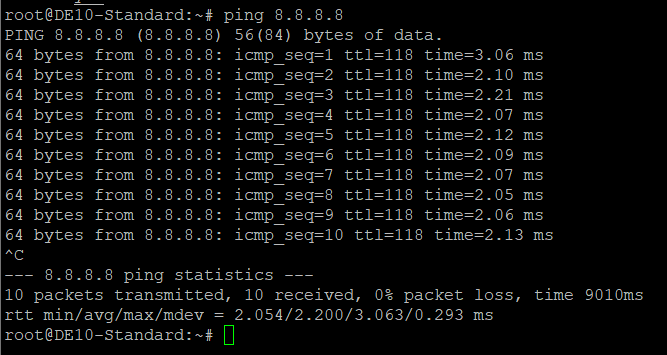 root@DE10-Standard:~# ping 8.8.8.8
PING 8.8.8.8 (8.8.8.8) 56(84) bytes of data.
64 bytes from 8.8.8.8: icmp_seq=1 ttl=118 time=3.06 ms
64 bytes from 8.8.8.8: icmp_seq=2 ttl=118 time=2.10 ms
64 bytes from 8.8.8.8: icmp_seq=3 ttl=118 time=2.21 ms
64 bytes from 8.8.8.8: icmp_seq=4 ttl=118 time=2.07 ms
64 bytes from 8.8.8.8: icmp_seq=5 ttl=118 time=2.12 ms
64 bytes from 8.8.8.8: icmp_seq=6 ttl=118 time=2.09 ms
64 bytes from 8.8.8.8: icmp_seq=7 ttl=118 time=2.07 ms
64 bytes from 8.8.8.8: icmp_seq=8 ttl=118 time=2.05 ms
64 bytes from 8.8.8.8: icmp_seq=9 ttl=118 time=2.06 ms
64 bytes from 8.8.8.8: icmp_seq=10 ttl=118 time=2.13 ms
^C
--- 8.8.8.8 ping statistics ---
10 packets transmitted, 10 received, 0% packet loss, time 9010ms
rtt min/avg/max/mdev = 2.054/2.200/3.063/0.293 ms
root@DE10-Standard:~#